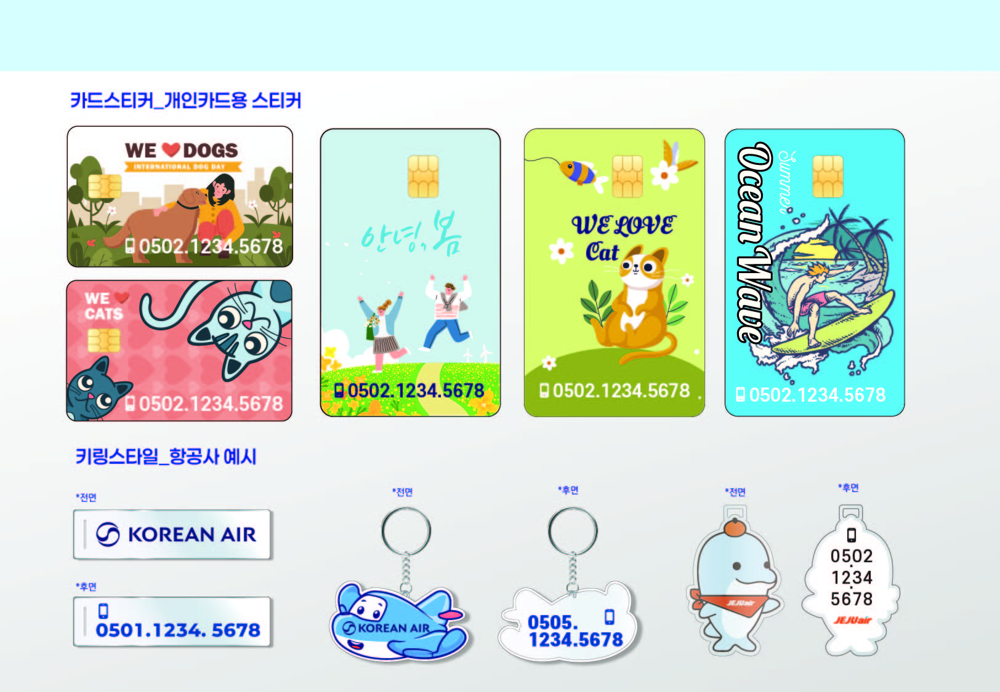 카드스티커_개인카드용 스티커
WE DOGS
INTERNATIONAL DOG DAY
0502.1234.5678
WE
CATS
0502.1234.5678
안녕, 봄
0502.1234.5678
WE LOVE
Cat
0502.1234.5678
Summer
Ocean Wave
0502.1234.5678
키링스타일_항공사 예시
*전면
KOREAN AIR
*후면
0501.1234. 5678
*전면
KOREAN AIR
*후면
0505.
1234.5678
*전면
JEJUair
*후면
0502
.
1234
.
5678
JEJUair